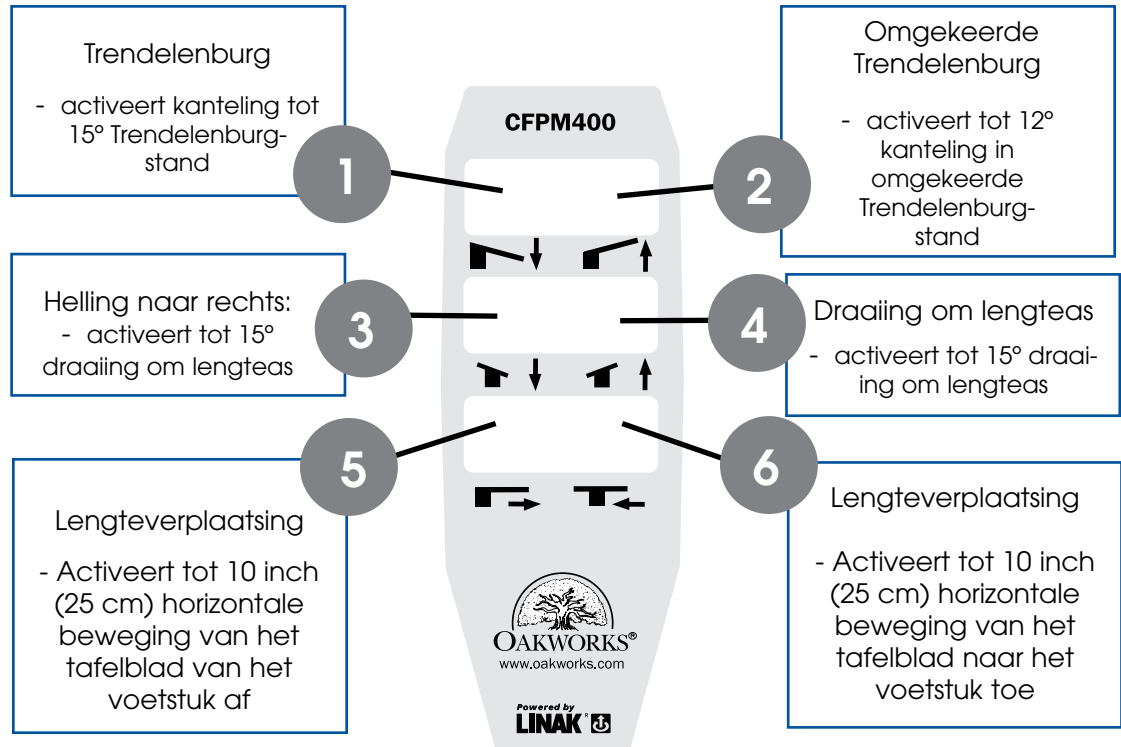 Trendelenburg
- activeert kanteling tot
15° Trendelenburg-
stand
1
CFPM400
Omgekeerde
Trendelenburg
- activeert tot 12°
kanteling in
omgekeerde
Trendelenburg-
stand
2
Helling naar rechts:
- activeert tot 15°
draaiing om lengteas
3
4
Draaiing om lengteas
- activeert tot 15° draai-
ing om lengteas
5
Lengteverplaatsing
- Activeert tot 10 inch
(25 cm) horizontale
beweging van het
tafelblad van het
voetstuk af
6
Lengteverplaatsing
- Activeert tot 10 inch
(25 cm) horizontale
beweging van het
tafelblad naar het
voetstuk toe
OAKWORKS®
www.oakworks.com
Powered by
LINAK®